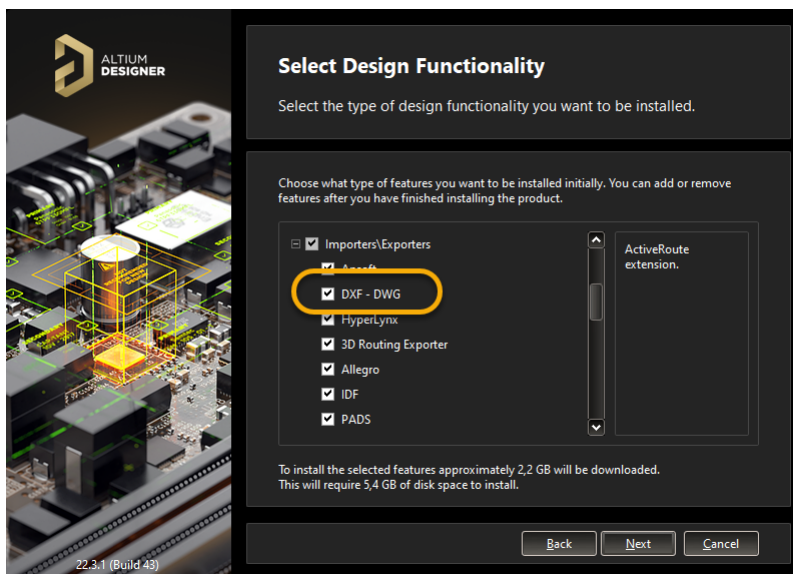 ALTIUM
DESIGNER
Select Design Functionality
Select the type of design functionality you want to be installed.
Choose what type of features you want to be installed initially. You can add or remove
features after you have finished installing the product.
Importers\Exporters
Ansoft
DXF - DWG
HyperLynx
3D Routing Exporter
Allegro
IDF
PADS
ActiveRoute
extension.
To install the selected features approximately 2,2 GB will be downloaded.
This will require 5,4 GB of disk space to install.
Back
Next
Cancel
22.3.1 (Build 43)